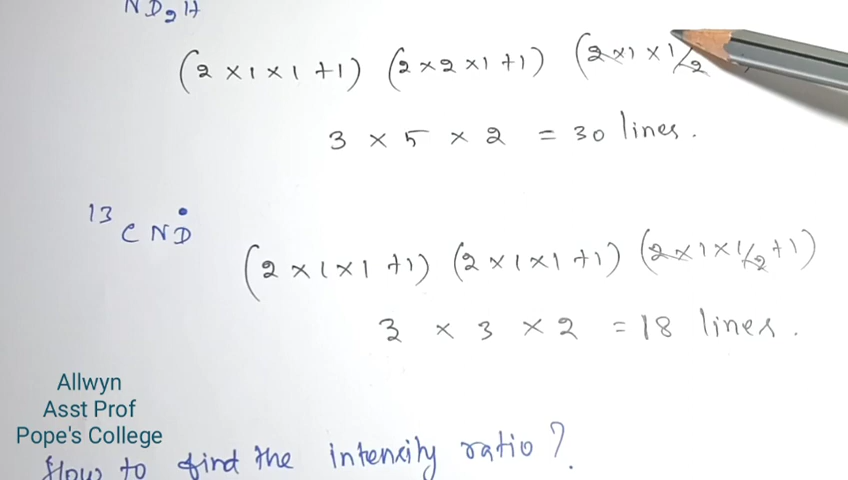 ND₂H
(2 × 1 × 1 + 1) (2 × 2 × 1 + 1) (2 × 1 × 1/2
3 × 5 × 2 = 30 lines.
¹³CNḊ
(2 × 1 × 1 + 1) (2 × 1 × 1 + 1) (2 × 1 × 1/2 + 1)
3 × 3 × 2 = 18 lines.
Allwyn
Asst Prof
Pope's College
How to find the intensity ratio?